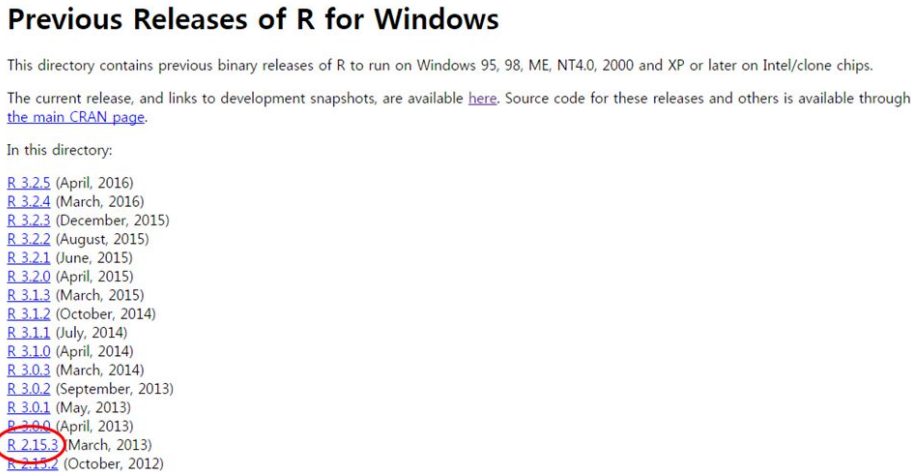 Previous Releases of R for Windows
This directory contains previous binary releases of R to run on Windows 95, 98, ME, NT4.0, 2000 and XP or later on Intel/clone chips.
The current release, and links to development snapshots, are available here. Source code for these releases and others is available through
the main CRAN page.
In this directory:
R 3.2.5 (April, 2016)
R 3.2.4 (March, 2016)
R 3.2.3 (December, 2015)
R 3.2.2 (August, 2015)
R 3.2.1 (June, 2015)
R 3.2.0 (April, 2015)
R 3.1.3 (March, 2015)
R 3.1.2 (October, 2014)
R 3.1.1 (July, 2014)
R 3.1.0 (April, 2014)
R 3.0.3 (March, 2014)
R 3.0.2 (September, 2013)
R 3.0.1 (May, 2013)
R 3.0.0 (April, 2013)
R 2.15.3 (March, 2013)
R 2.15.2 (October, 2012)